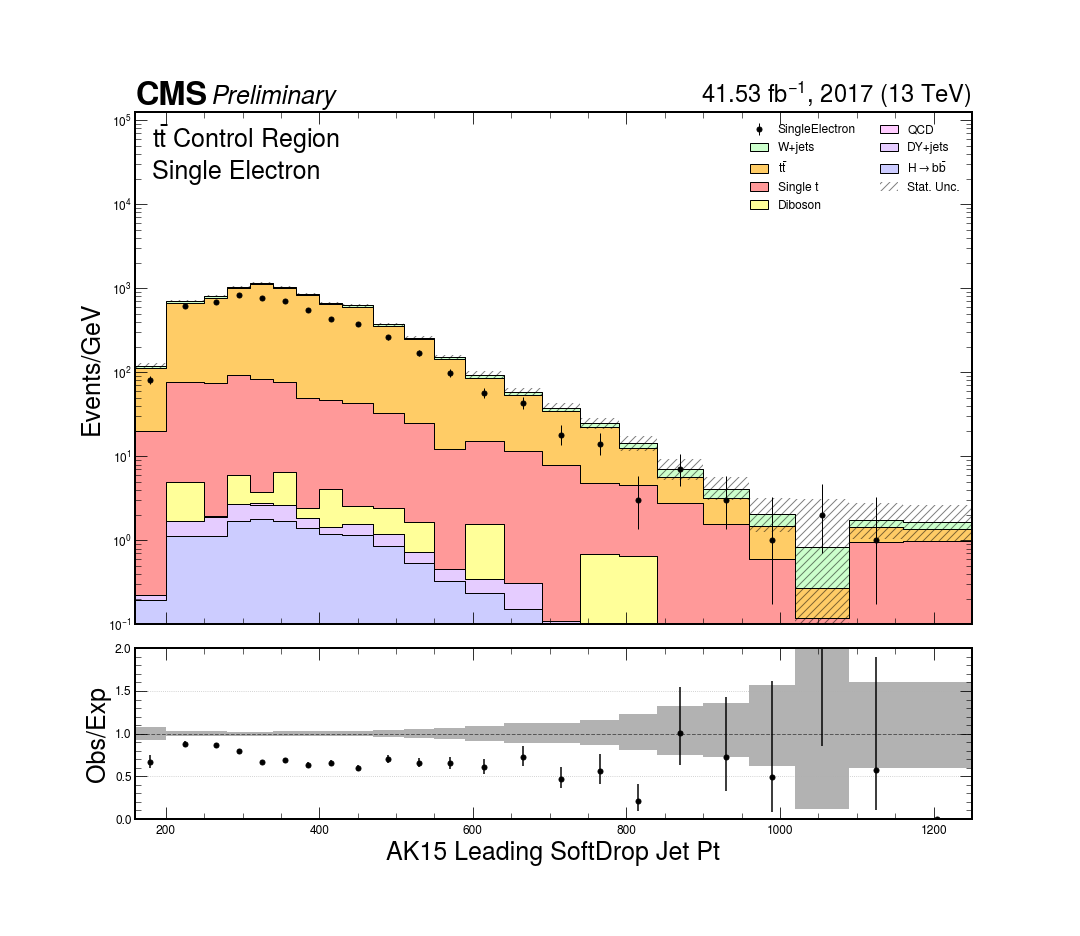 CMS Preliminary
41.53 fb⁻¹, 2017 (13 TeV)
tt̄ Control Region
Single Electron
SingleElectron
W+jets
tt̄
Single t
Diboson
QCD
DY+jets
H→bb̄
Stat. Unc.
Events/GeV
10⁵
10⁴
10³
10²
10¹
10⁰
10⁻¹
Obs/Exp
2.0
1.5
1.0
0.5
0.0
200 400 600 800 1000 1200
AK15 Leading SoftDrop Jet Pt